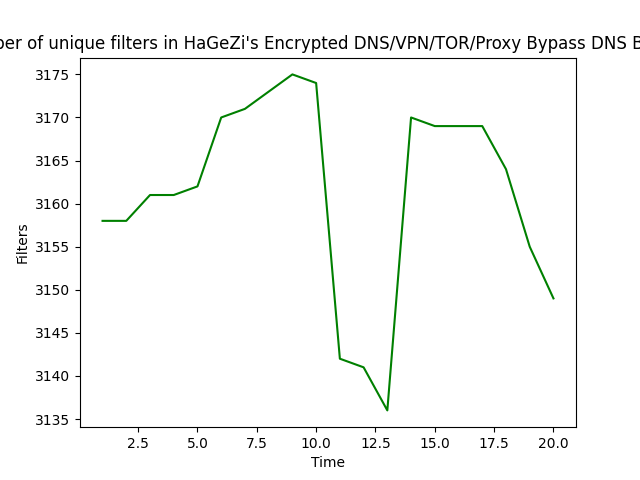 of unique filters in HaGeZi's Encrypted DNS/VPN/TOR/Proxy Bypass DNS
3175
3170
3165
3160
3155
3150
3145
3140
3135
Filters
2.5 5.0 7.5 10.0 12.5 15.0 17.5 20.0
Time